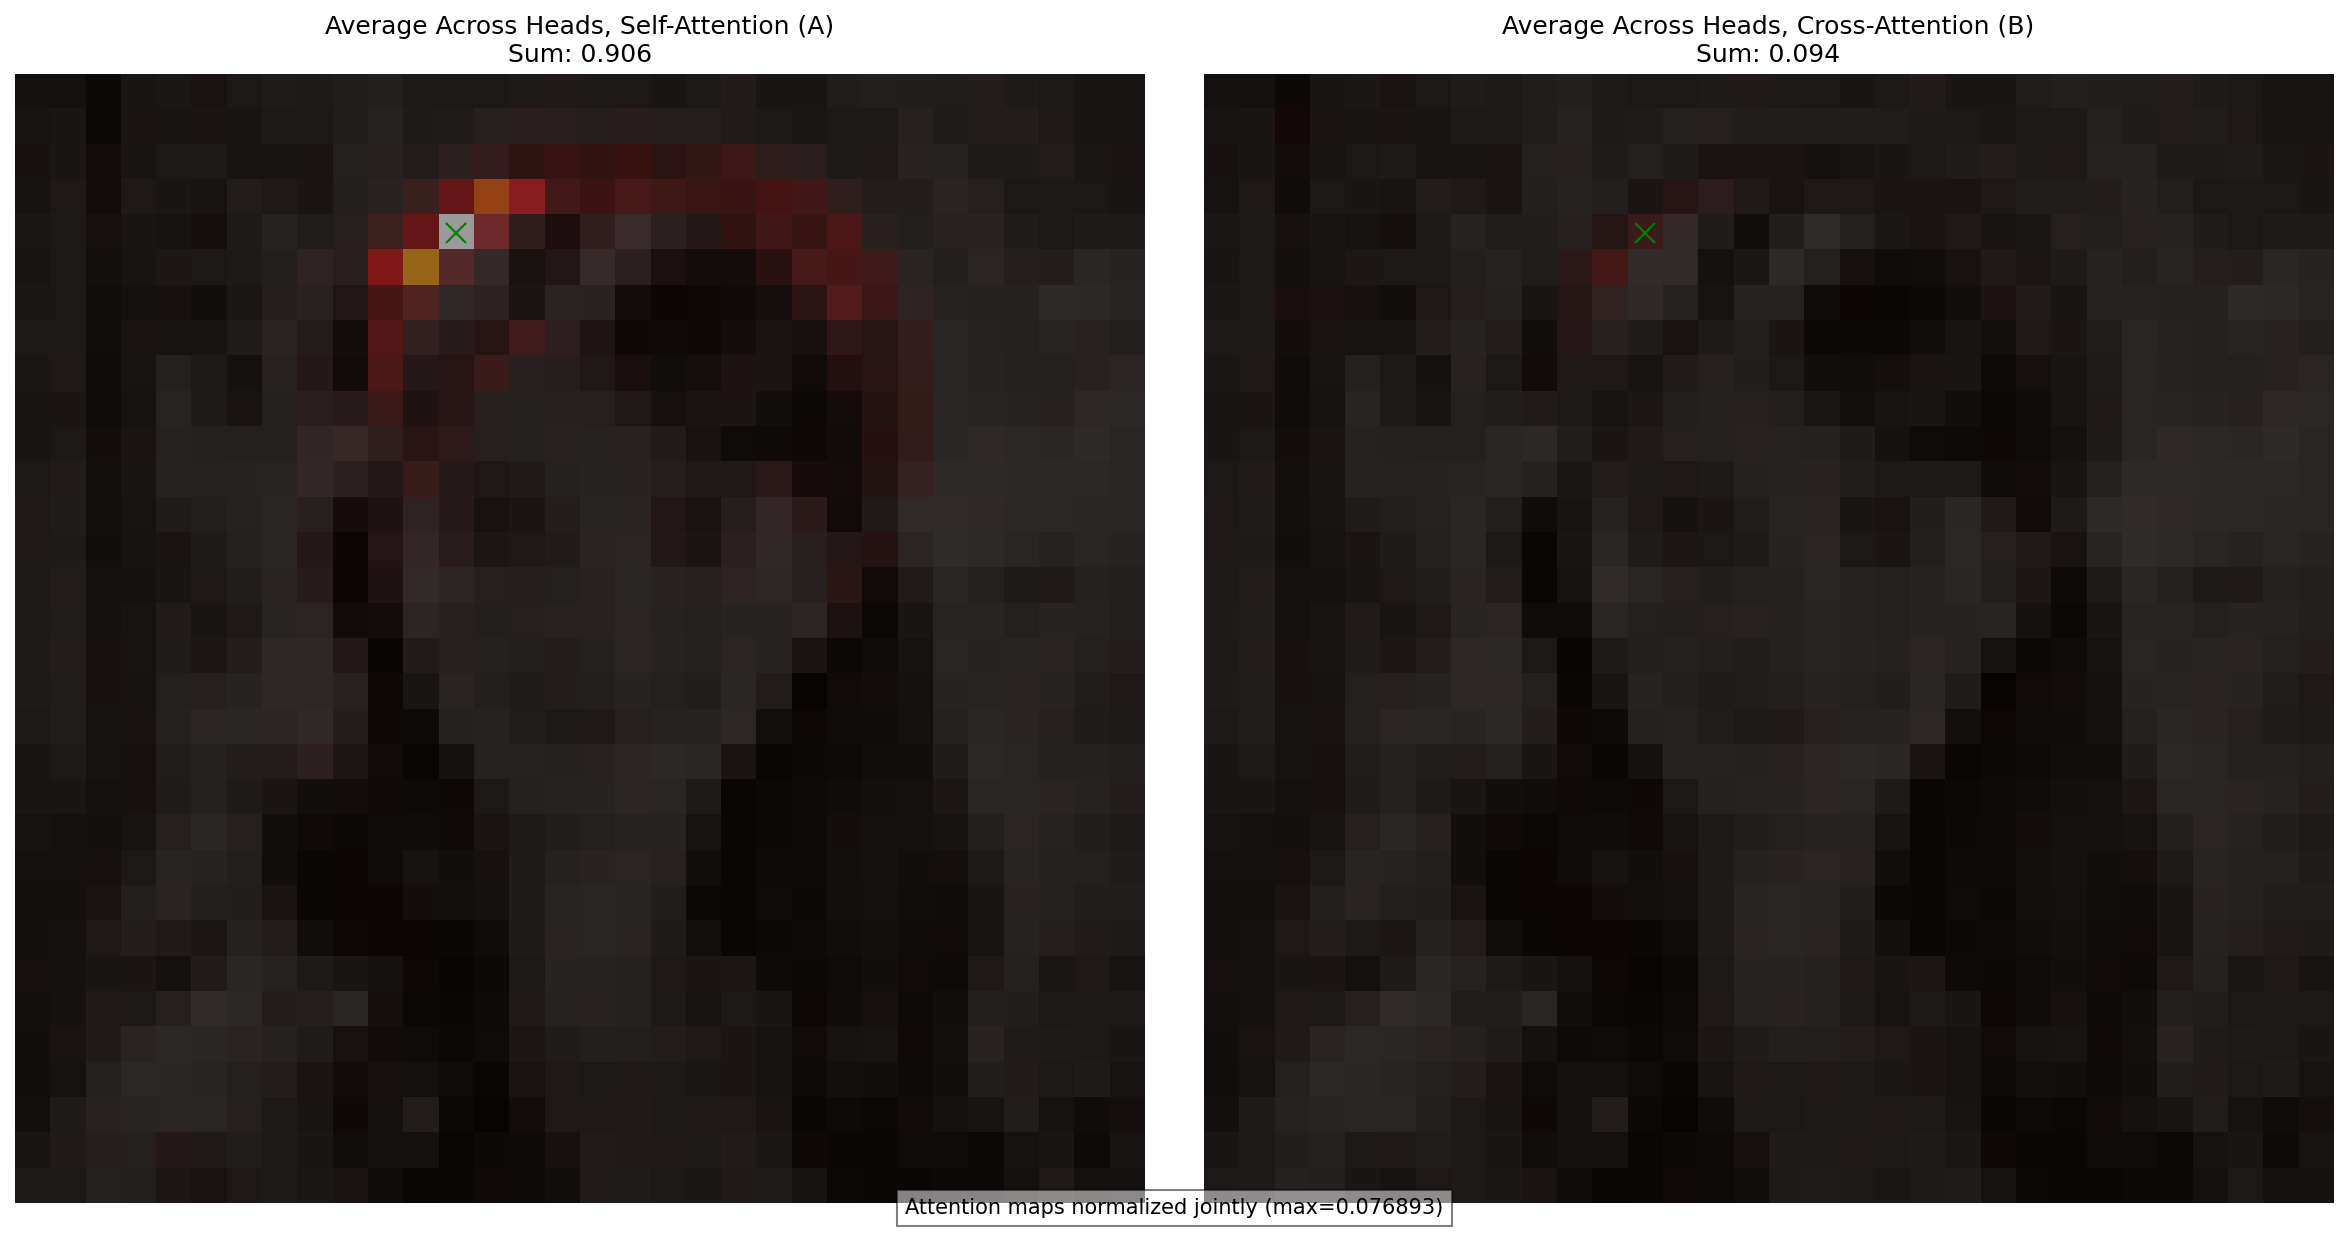 Average Across Heads, Self-Attention (A)
Sum: 0.906
Average Across Heads, Cross-Attention (B)
Sum: 0.094
Attention maps normalized jointly (max=0.076893)